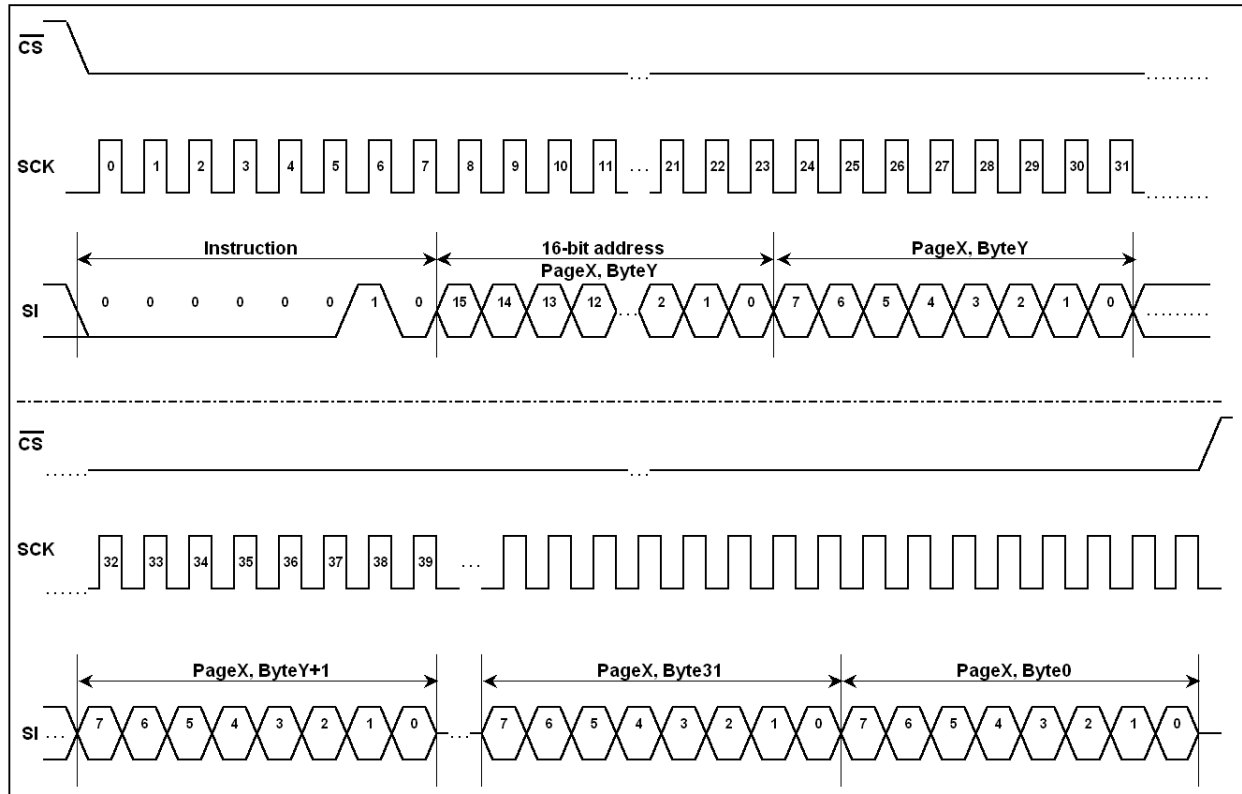 CS
SCK 0 1 2 3 4 5 6 7 8 9 10 11 ... 21 22 23 24 25 26 27 28 29 30 31
Instruction 16-bit address PageX, ByteY
PageX, ByteY
SI 0 0 0 0 0 0 1 0 15 14 13 12 ... 2 1 0 7 6 5 4 3 2 1 0
CS
SCK 32 33 34 35 36 37 38 39 ...
PageX, ByteY+1 PageX, Byte31 PageX, Byte0
SI ... 7 6 5 4 3 2 1 0 ... 7 6 5 4 3 2 1 0 7 6 5 4 3 2 1 0